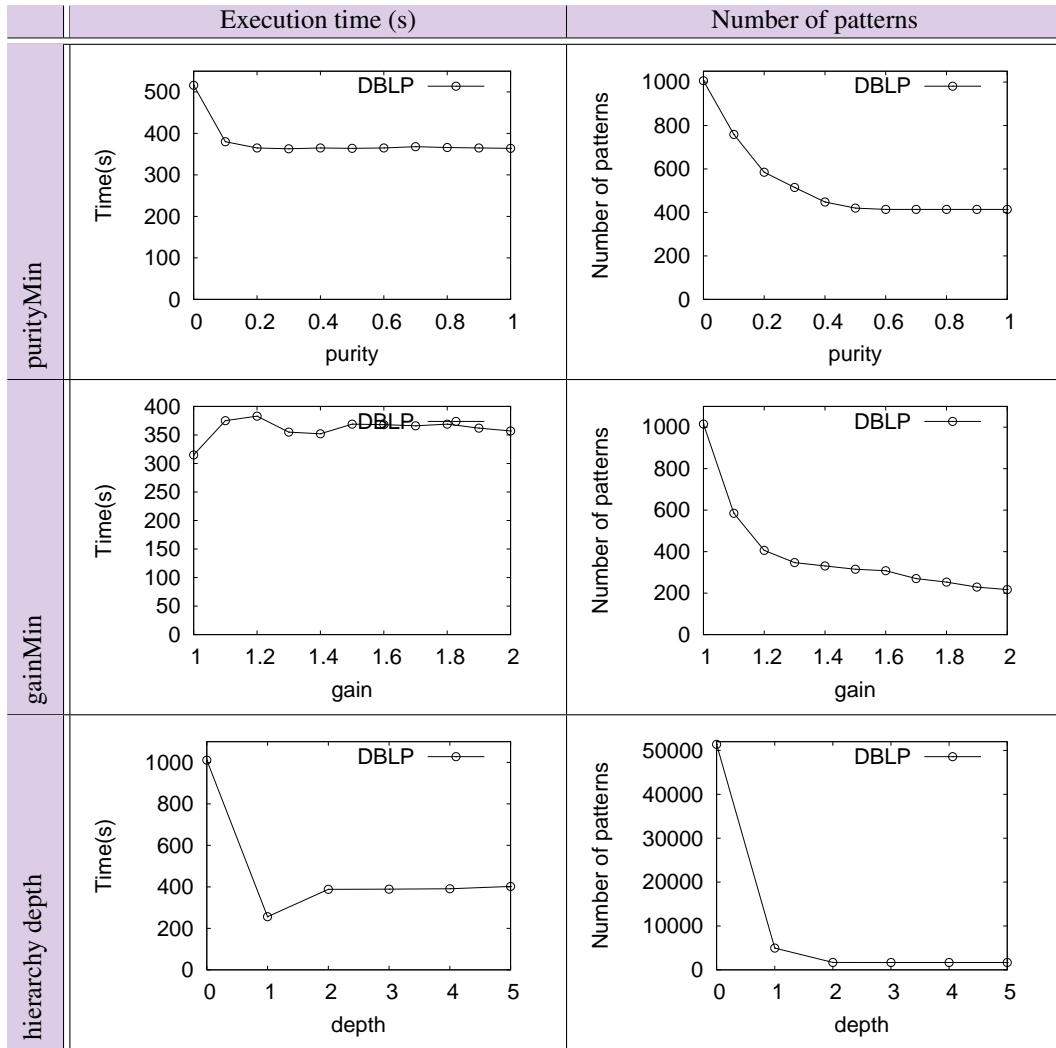 Execution time (s)
Number of patterns
purityMin
Time(s)
500
400
300
200
100
0
0 0.2 0.4 0.6 0.8 1
purity
DBLP
Number of patterns
1000
800
600
400
200
0
0 0.2 0.4 0.6 0.8 1
purity
DBLP
gainMin
Time(s)
400
350
300
250
200
150
100
50
0
1 1.2 1.4 1.6 1.8 2
gain
DBLP
Number of patterns
1000
800
600
400
200
0
1 1.2 1.4 1.6 1.8 2
gain
DBLP
hierarchy depth
Time(s)
1000
800
600
400
200
0
0 1 2 3 4 5
depth
DBLP
Number of patterns
50000
40000
30000
20000
10000
0
0 1 2 3 4 5
depth
DBLP